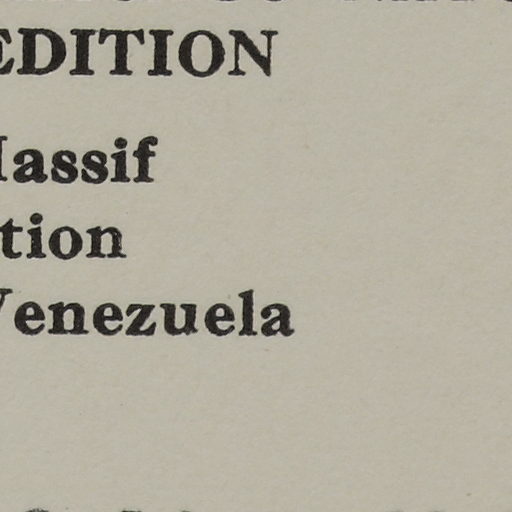 EDITION
Massif
tion
Venezuela